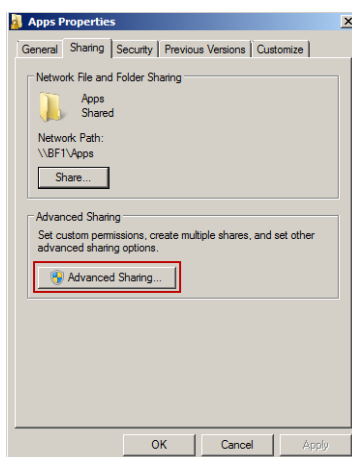 Apps Properties
General Sharing Security Previous Versions Customize
Network File and Folder Sharing
Apps
Shared
Network Path:
\\BF1\Apps
Share...
Advanced Sharing
Set custom permissions, create multiple shares, and set other
advanced sharing options.
Advanced Sharing...
OK Cancel Apply